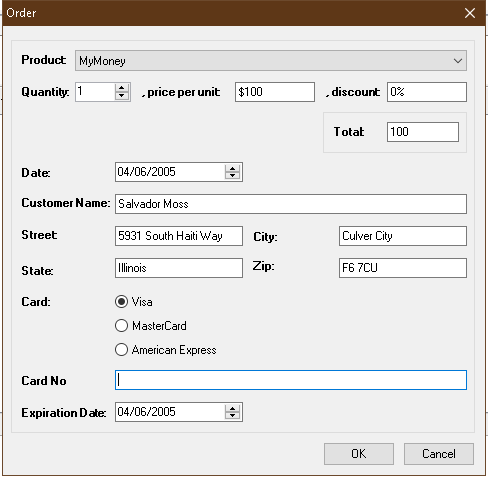 Order
Product: MyMoney
Quantity: 1 , price per unit: $100 , discount: 0%
Total: 100
Date: 04/06/2005
Customer Name: Salvador Moss
Street: 5931 South Haiti Way City: Culver City
State: Illinois Zip: F6 7CU
Card: Visa
MasterCard
American Express
Card No
Expiration Date: 04/06/2005
OK Cancel